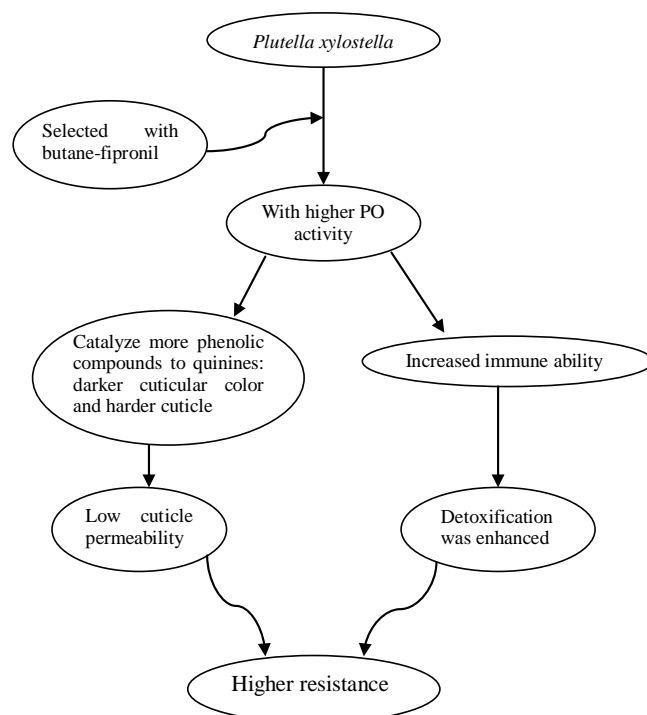 Plutella xylostella
Selected with
butane-fipronil
With higher PO
activity
Catalyze more phenolic
compounds to quinines:
darker cuticular color
and harder cuticle
Increased immune ability
Low cuticle
permeability
Detoxification
was enhanced
Higher resistance